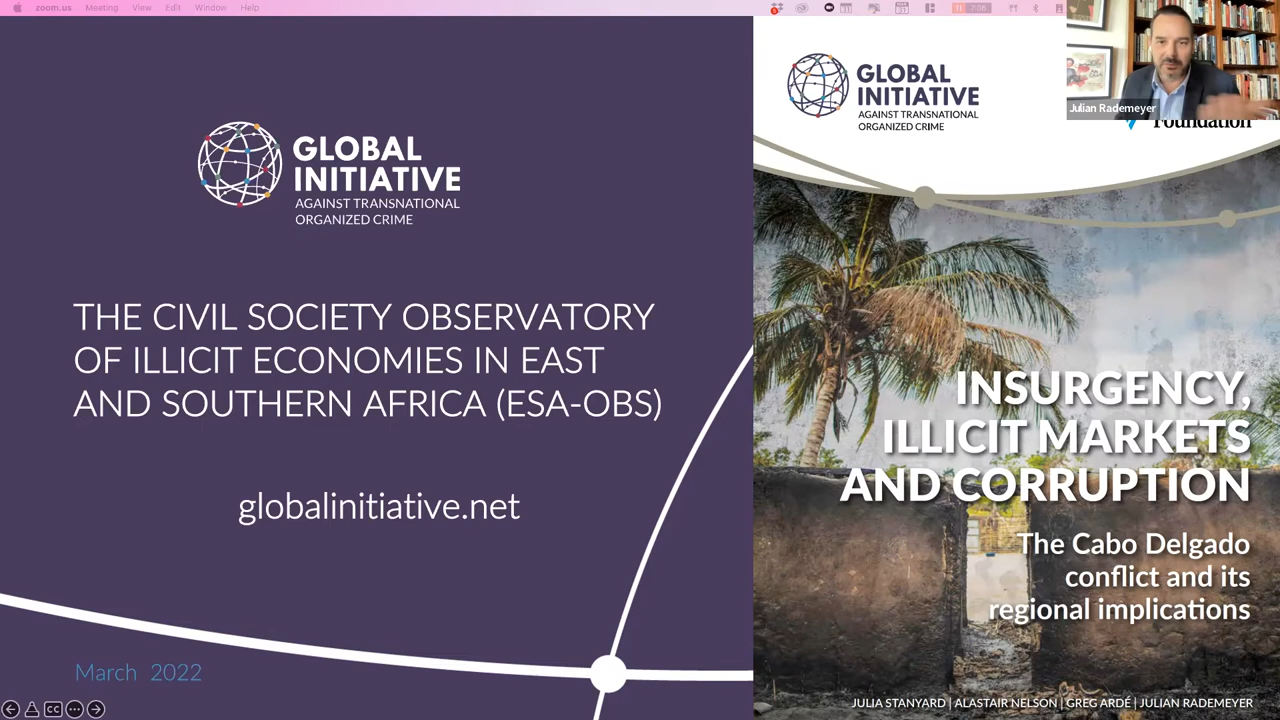 zoom.us Meeting View Edit Window Help
GLOBAL
INITIATIVE
AGAINST TRANSNATIONAL
ORGANIZED CRIME
THE CIVIL SOCIETY OBSERVATORY
OF ILLICIT ECONOMIES IN EAST
AND SOUTHERN AFRICA (ESA-OBS)
globalinitiative.net
March 2022
CC
GLOBAL
INITIATIVE
AGAINST TRANSNATIONAL
ORGANIZED CRIME
Julian Rademeyer
Foundation
INSURGENCY,
ILLICIT MARKETS
AND CORRUPTION
The Cabo Delgado
conflict and its
regional implications
JULIA STANYARD | ALASTAIR NELSON | GREG ARDÉ | JULIAN RADEMEYER